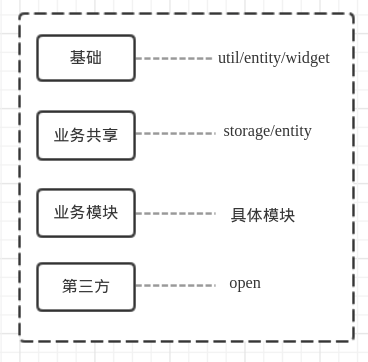 基础 util/entity/widget
业务共享 storage/entity
业务模块 具体模块
第三方 open